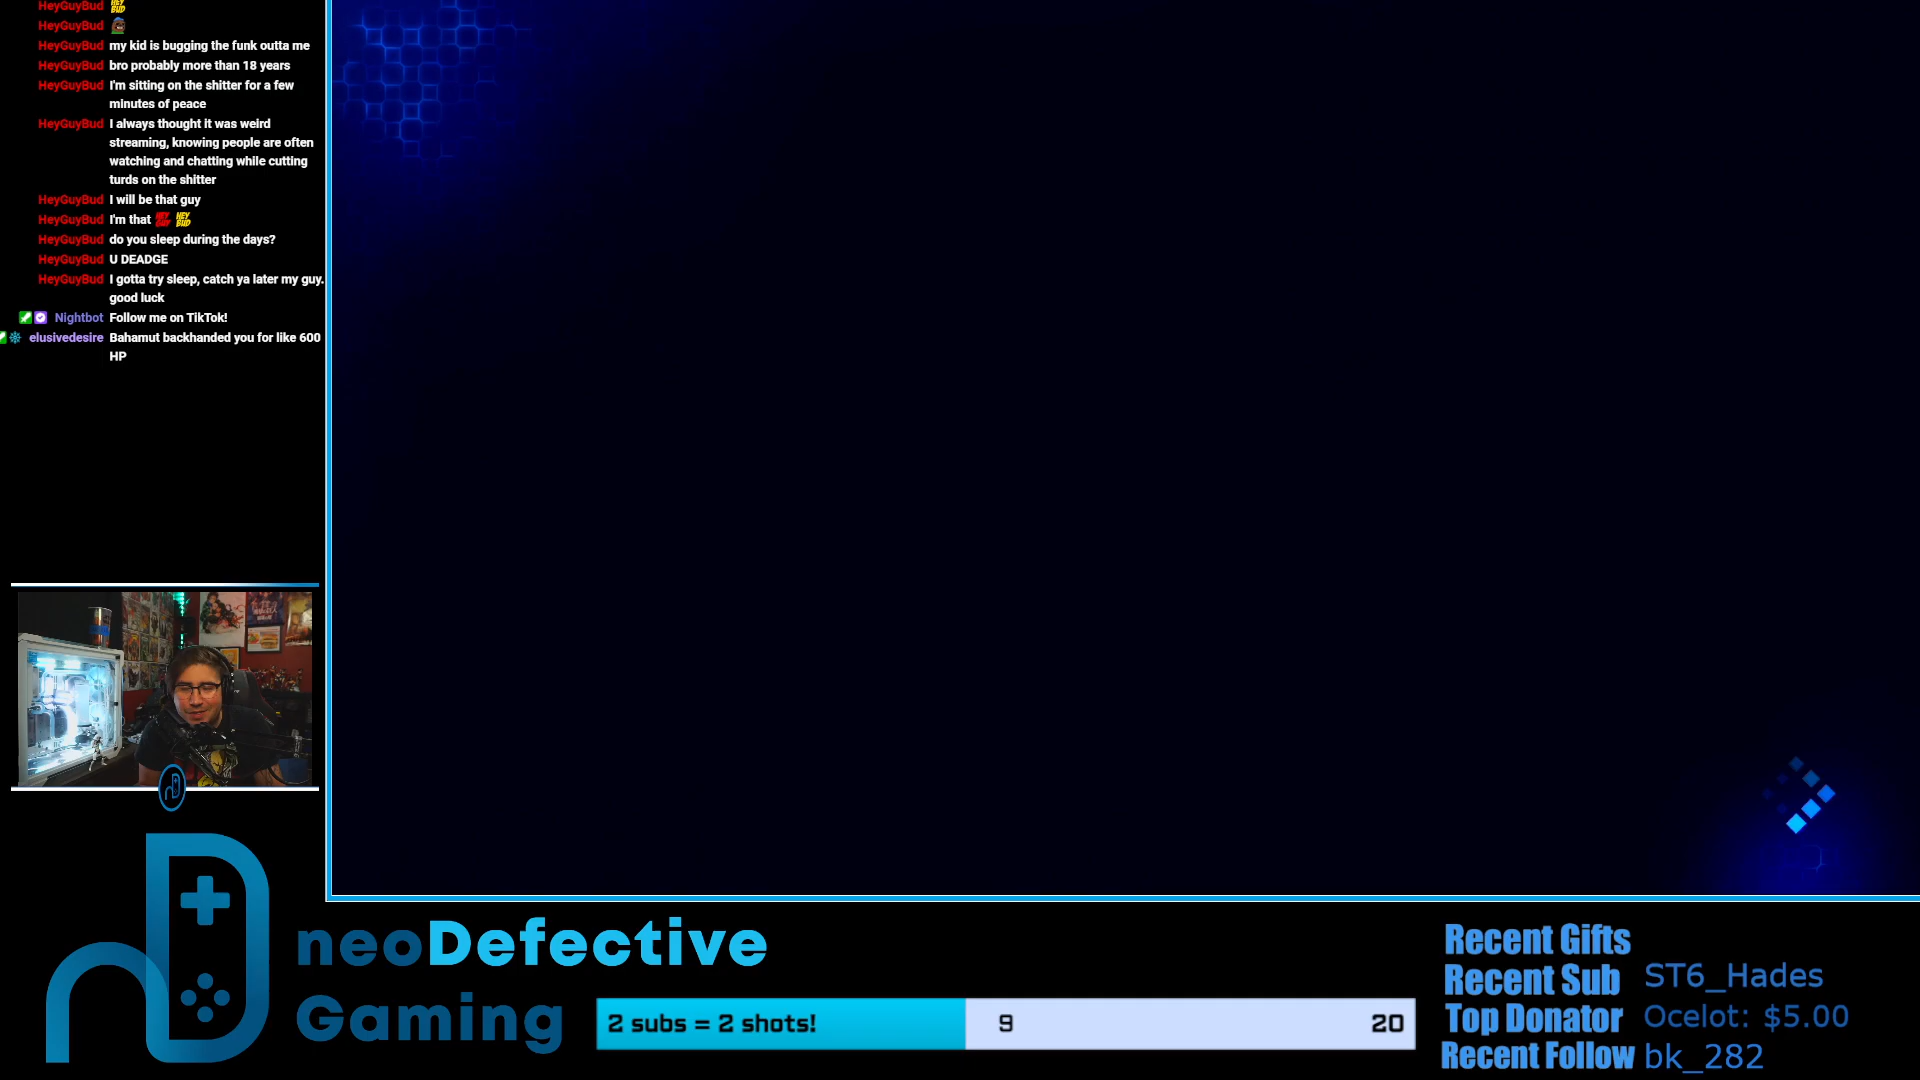 HeyGuyBud
HeyGuyBud
HeyGuyBud my kid is bugging the funk outta me
HeyGuyBud bro probably more than 18 years
HeyGuyBud I'm sitting on the shitter for a few
minutes of peace
HeyGuyBud I always thought it was weird
streaming, knowing people are often
watching and chatting while cutting
turds on the shitter
HeyGuyBud I will be that guy
HeyGuyBud I'm that HEY GUY HEY BUD
HeyGuyBud do you sleep during the days?
HeyGuyBud U DEADGE
HeyGuyBud I gotta try sleep, catch ya later my guy.
good luck
Nightbot Follow me on TikTok!
elusivedesire Bahamut backhanded you for like 600
HP
neoDefective
Gaming
2 subs = 2 shots! 9 20
Recent Gifts
Recent Sub ST6_Hades
Top Donator Ocelot: $5.00
Recent Follow bk_282